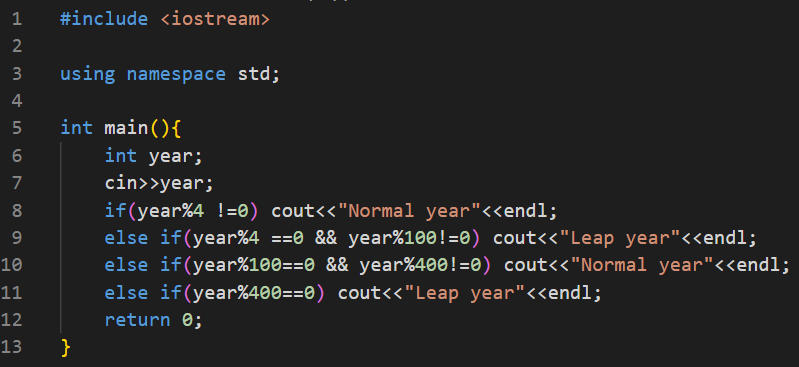 1 #include <iostream>
2
3 using namespace std;
4
5 int main(){
6 int year;
7 cin>>year;
8 if(year%4 !=0) cout<<"Normal year"<<endl;
9 else if(year%4 ==0 && year%100!=0) cout<<"Leap year"<<endl;
10 else if(year%100==0 && year%400!=0) cout<<"Normal year"<<endl;
11 else if(year%400==0) cout<<"Leap year"<<endl;
12 return 0;
13 }